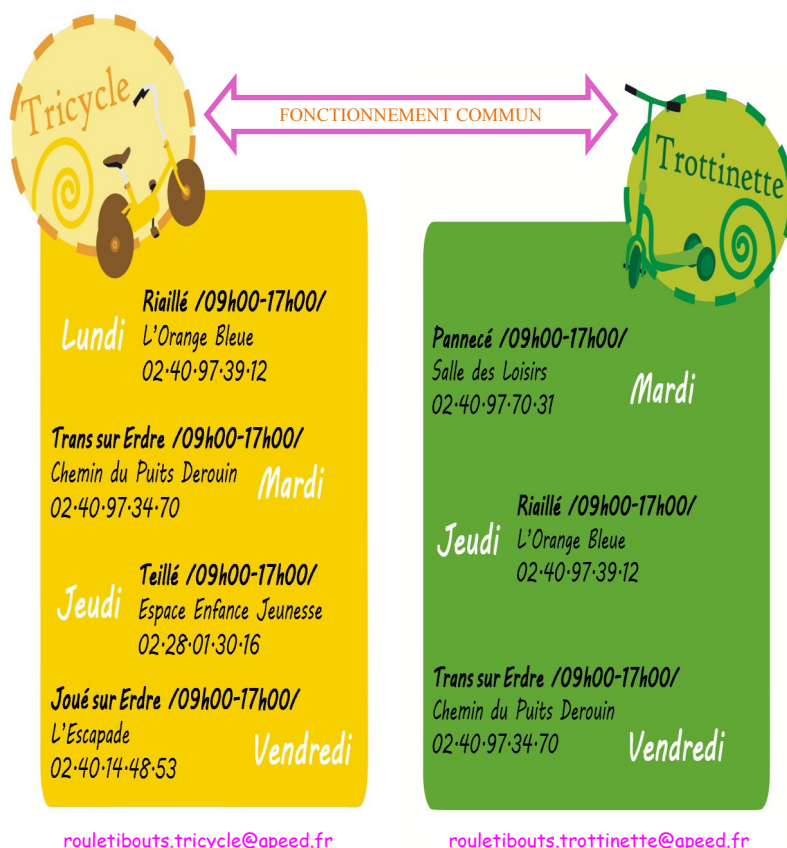 Tricycle
FONCTIONNEMENT COMMUN
Trottinette
Lundi
Riaillé /09h00-17h00/
L'Orange Bleue
02·40·97·39·12
Trans sur Erdre /09h00-17h00/
Chemin du Puits Derouin
02·40·97·34·70
Mardi
Jeudi
Teillé /09h00-17h00/
Espace Enfance Jeunesse
02·28·01·30·16
Joué sur Erdre /09h00-17h00/
L'Escapade
02·40·14·48·53
Vendredi
rouletibouts.tricycle@apeed.fr
Pannecé /09h00-17h00/
Salle des Loisirs
02·40·97·70·31
Mardi
Jeudi
Riaillé /09h00-17h00/
L'Orange Bleue
02·40·97·39·12
Trans sur Erdre /09h00-17h00/
Chemin du Puits Derouin
02·40·97·34·70
Vendredi
rouletibouts.trottinette@apeed.fr